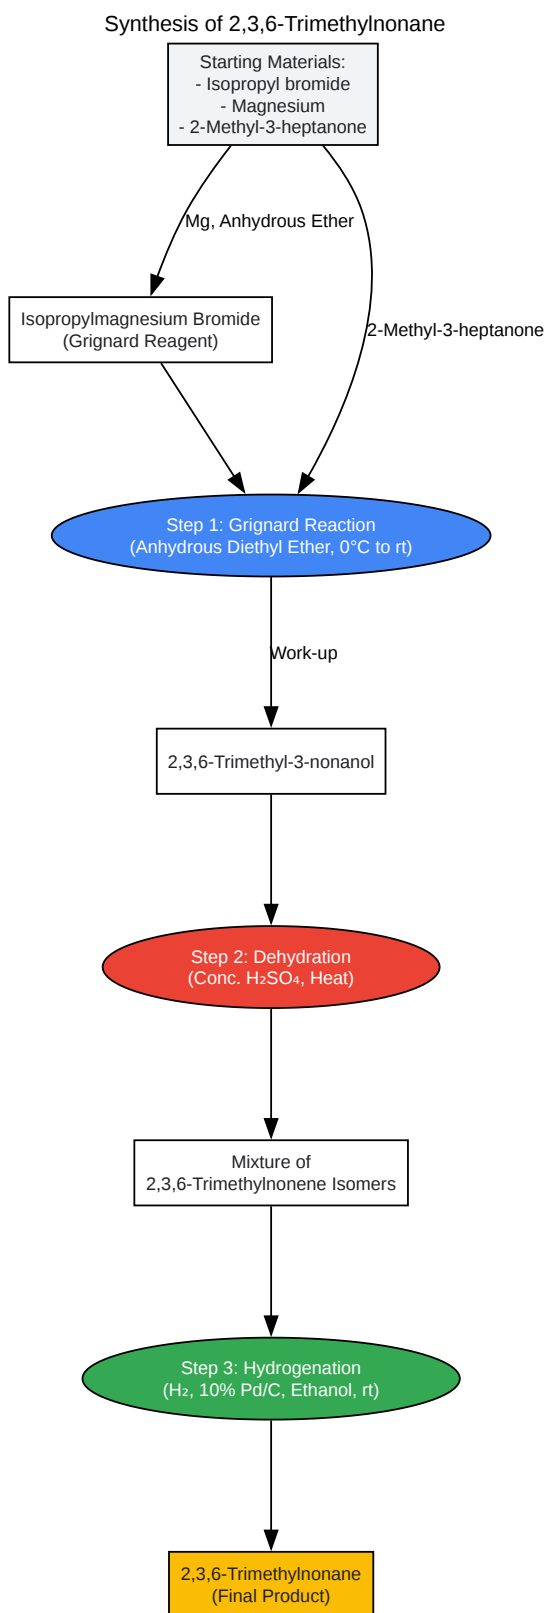 Synthesis of 2,3,6-Trimethylnonane
Starting Materials:
- Isopropyl bromide
- Magnesium
- 2-Methyl-3-heptanone
Mg, Anhydrous Ether
Isopropylmagnesium Bromide
(Grignard Reagent)
2-Methyl-3-heptanone
Step 1: Grignard Reaction
(Anhydrous Diethyl Ether, 0°C to rt)
Work-up
2,3,6-Trimethyl-3-nonanol
Step 2: Dehydration
(Conc. H₂SO₄, Heat)
Mixture of
2,3,6-Trimethylnonene Isomers
Step 3: Hydrogenation
(H₂, 10% Pd/C, Ethanol, rt)
2,3,6-Trimethylnonane
(Final Product)